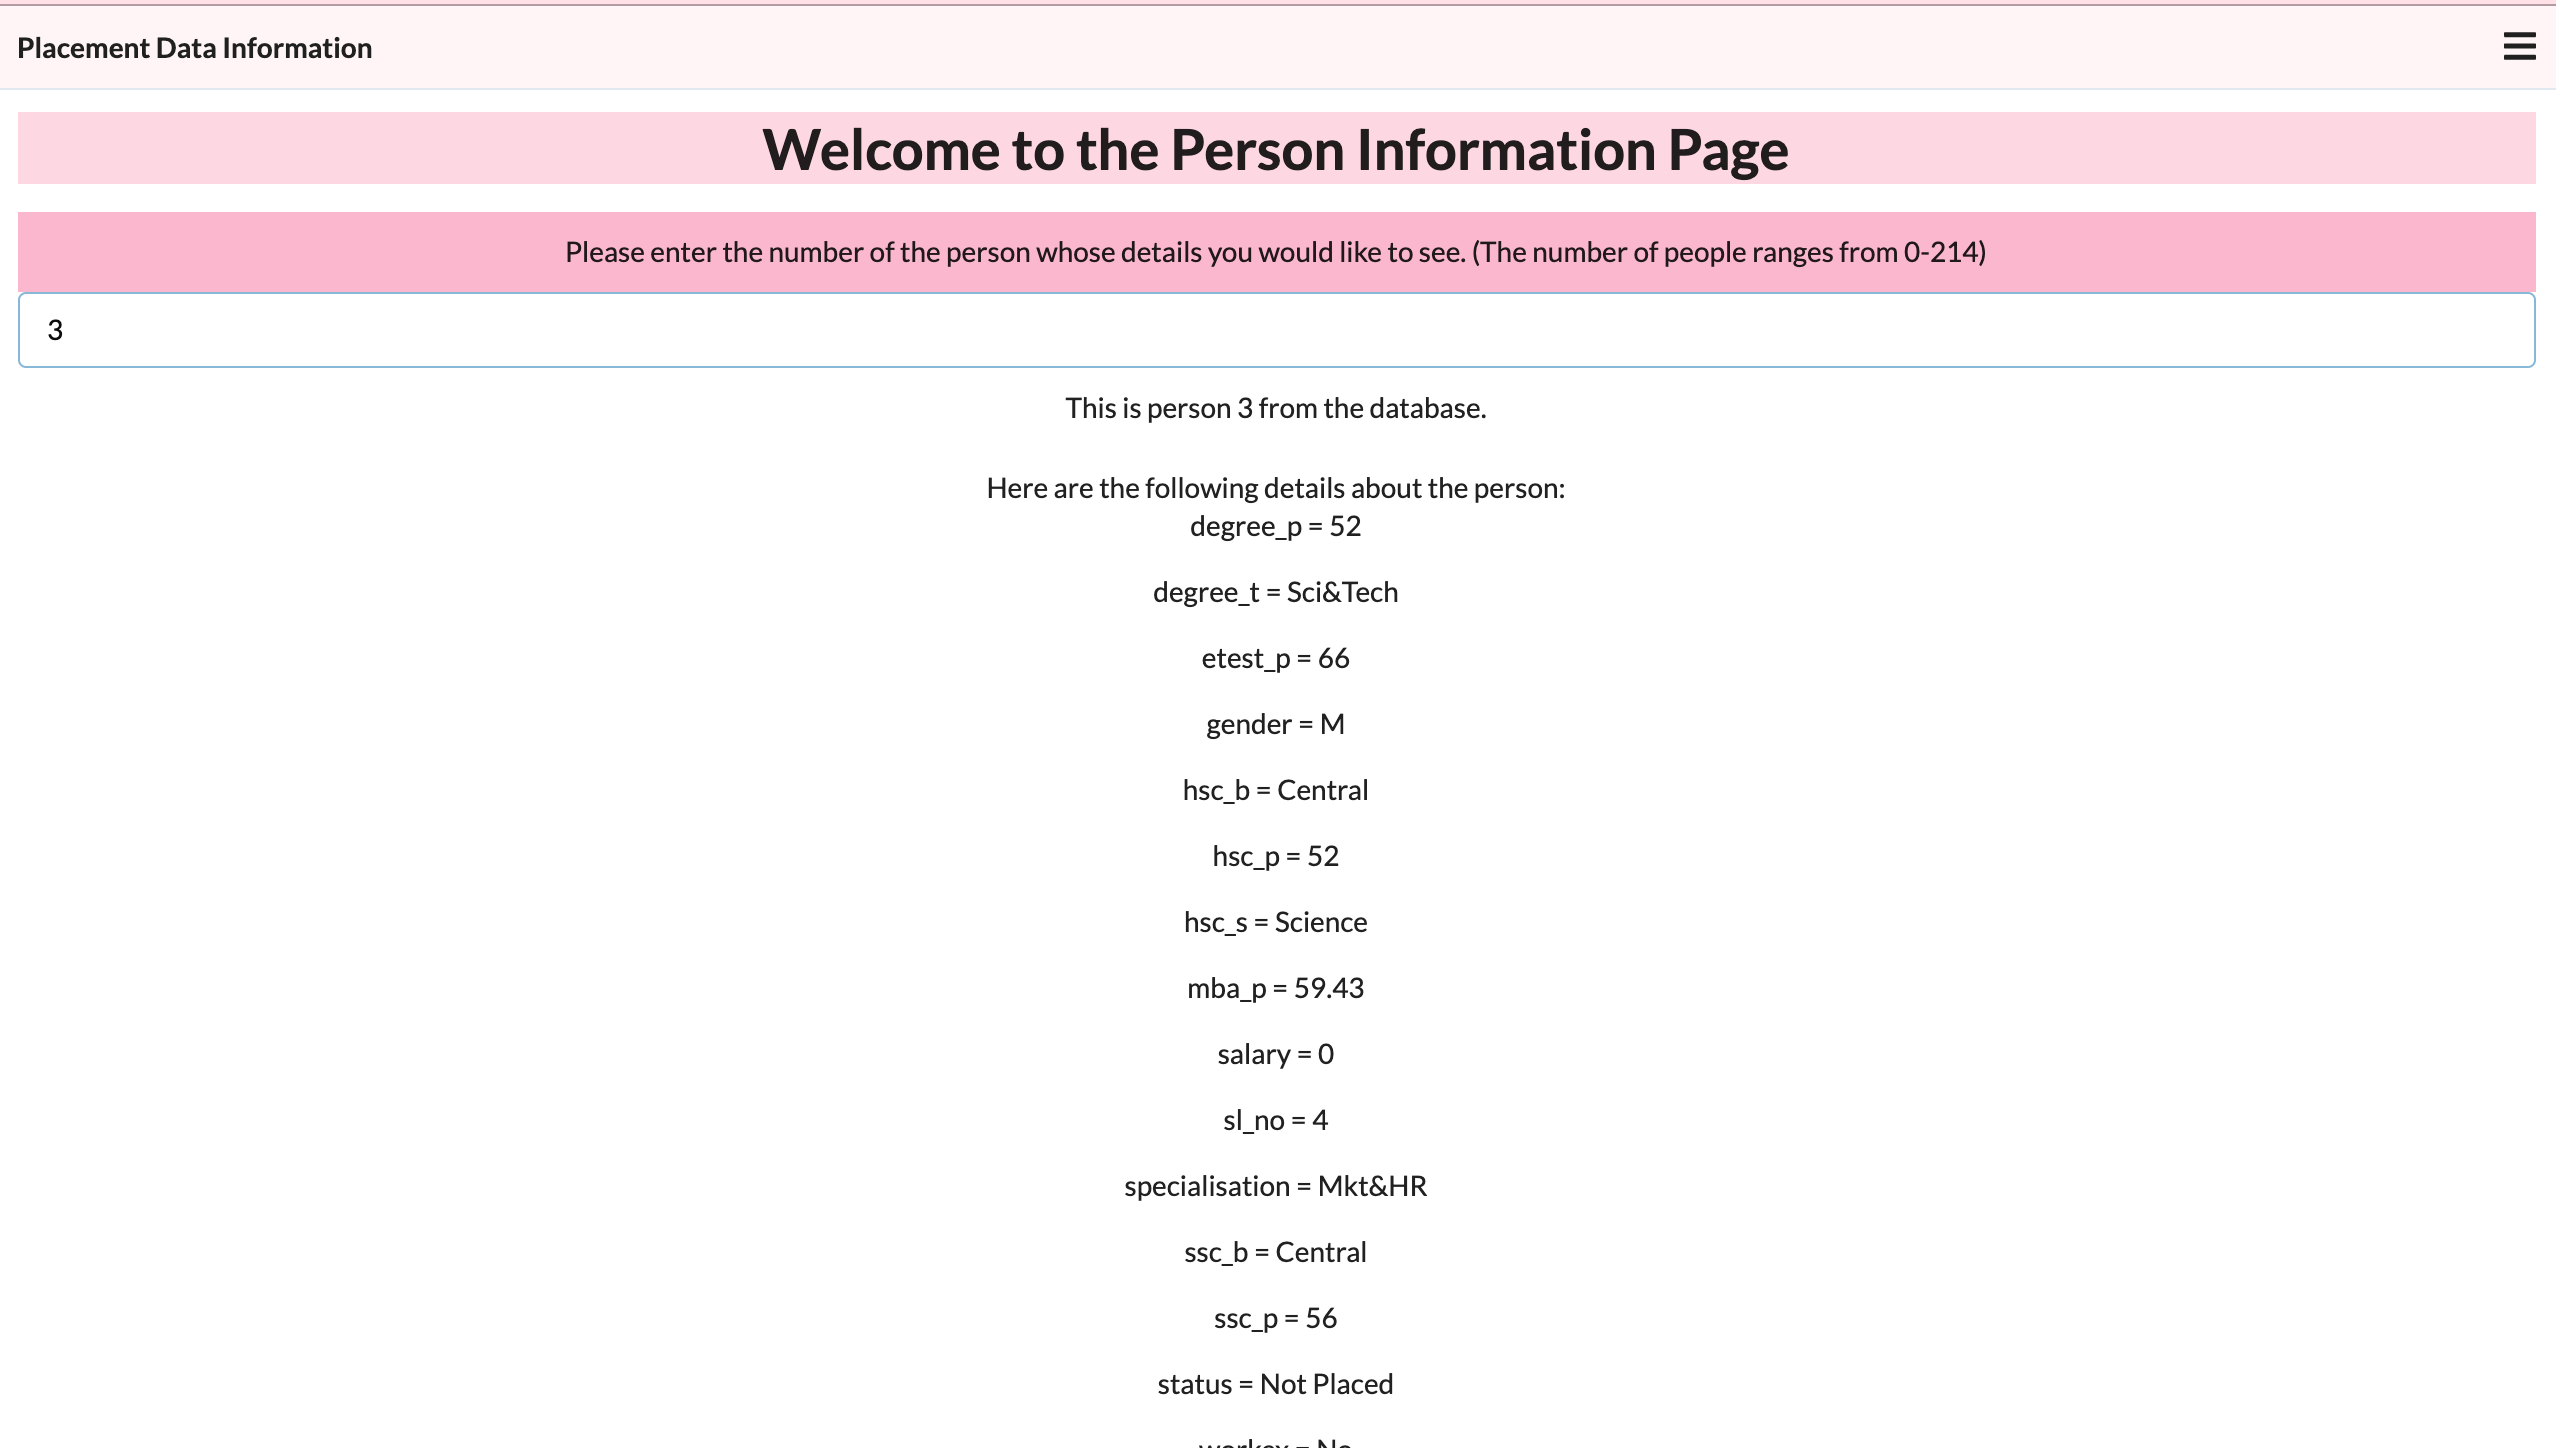 Placement Data Information
Welcome to the Person Information Page
Please enter the number of the person whose details you would like to see. (The number of people ranges from 0-214)
3
This is person 3 from the database.
Here are the following details about the person:
degree_p = 52
degree_t = Sci&Tech
etest_p = 66
gender = M
hsc_b = Central
hsc_p = 52
hsc_s = Science
mba_p = 59.43
salary = 0
sl_no = 4
specialisation = Mkt&HR
ssc_b = Central
ssc_p = 56
status = Not Placed
workex = No